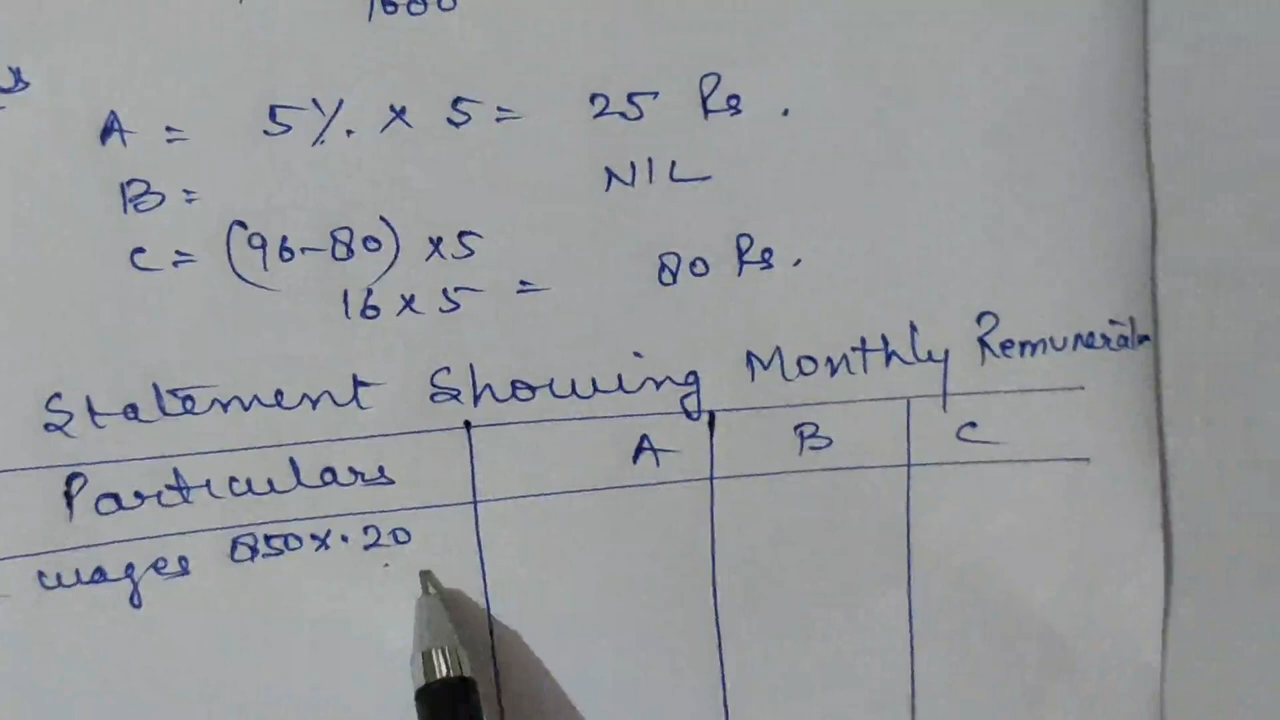 1600
A = 5%. x 5 = 25 Rs.
B = NIL
C = (96-80) x 5
16 x 5 = 80 Rs.
Statement Showing Monthly
Particulars A B C
wages 850 x .20